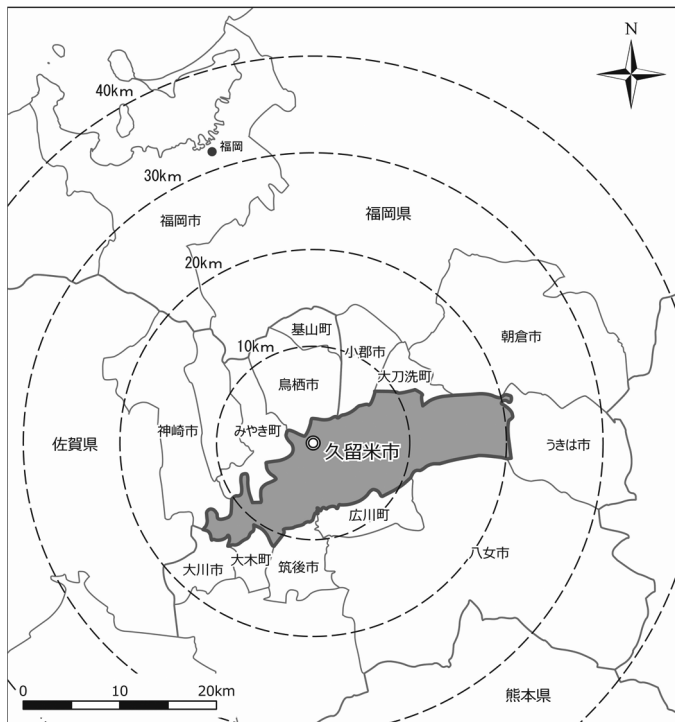 N
40km
福岡
30km
福岡市
福岡県
20km
基山町
朝倉市
10km
小郡市
大刀洗町
鳥栖市
佐賀県
神崎市
みやき町
久留米市
うきは市
広川町
八女市
大川市
大木町
筑後市
0 10 20km
熊本県